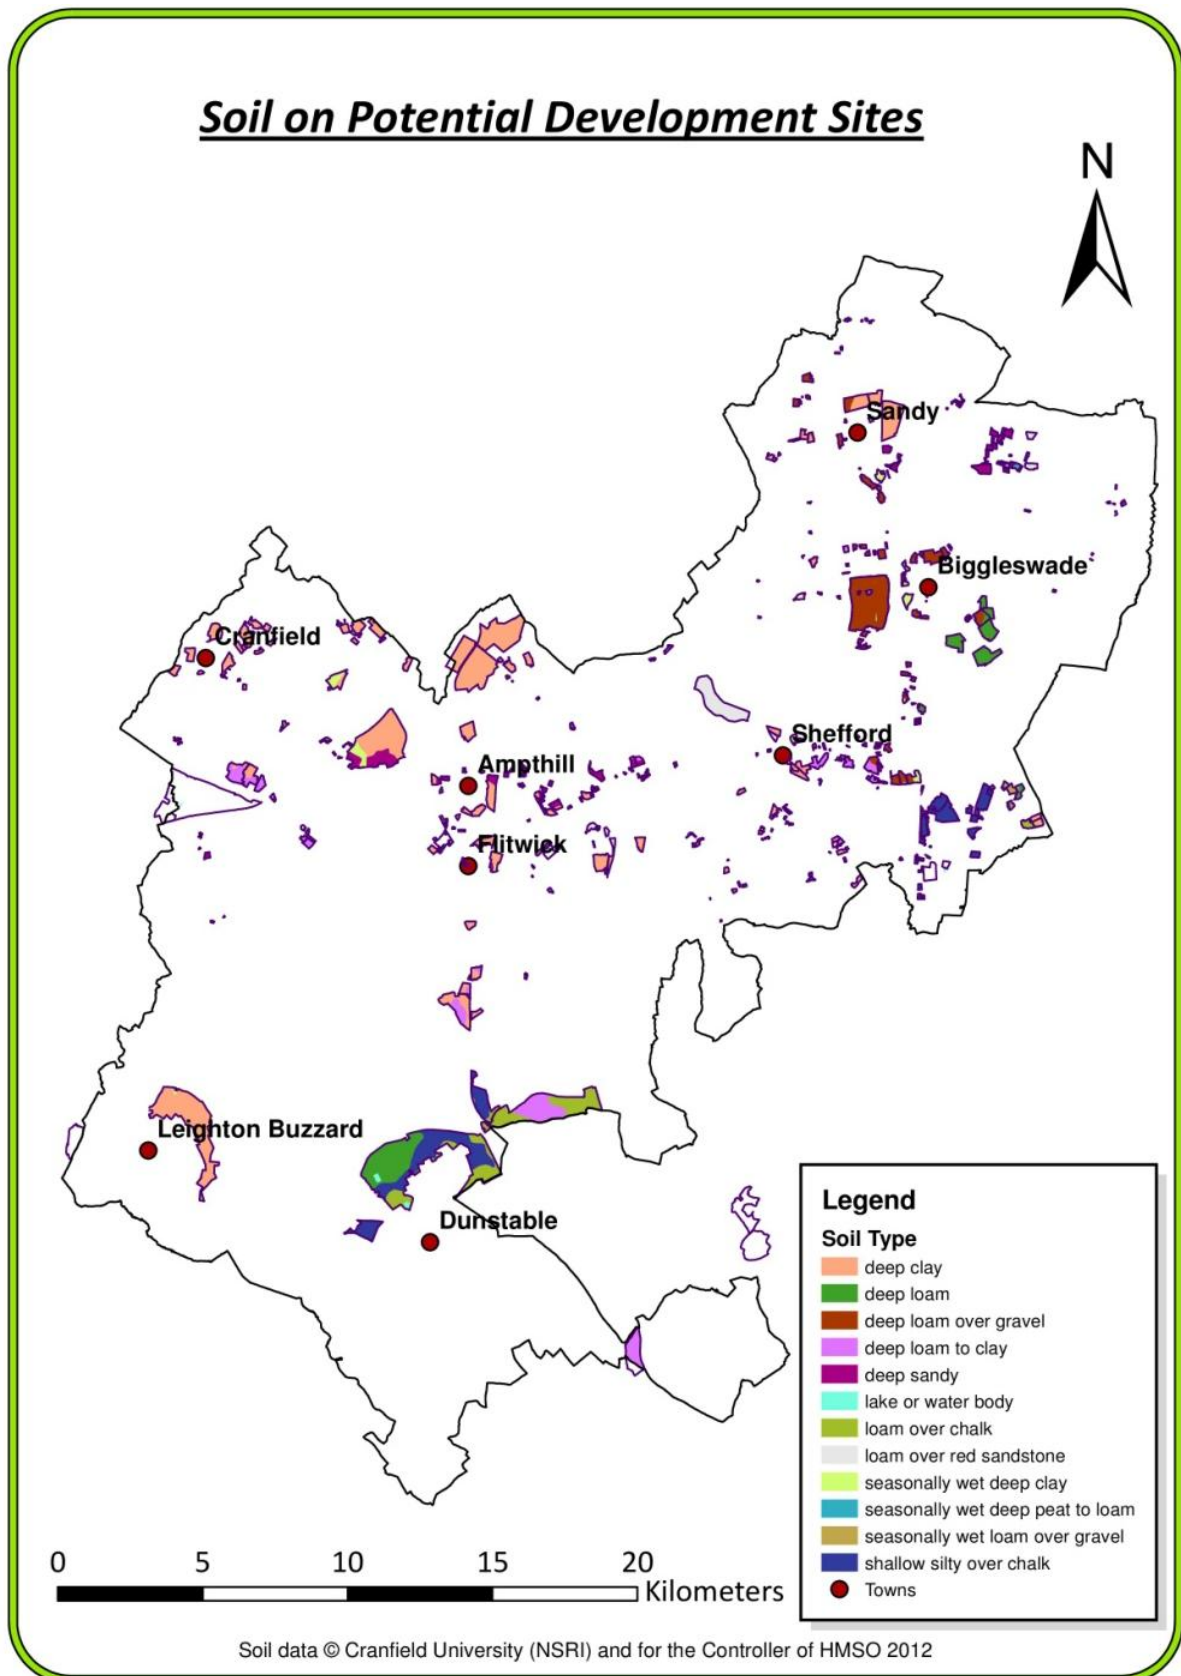 Soil on Potential Development Sites
N
Sandy
Biggleswade
Cranfield
Shefford
Ampthill
Flitwick
Leighton Buzzard
Dunstable
Legend
Soil Type
deep clay
deep loam
deep loam over gravel
deep loam to clay
deep sandy
lake or water body
loam over chalk
loam over red sandstone
seasonally wet deep clay
seasonally wet deep peat to loam
seasonally wet loam over gravel
shallow silty over chalk
Towns
0 5 10 15 20
Kilometers
Soil data © Cranfield University (NSRI) and for the Controller of HMSO 2012